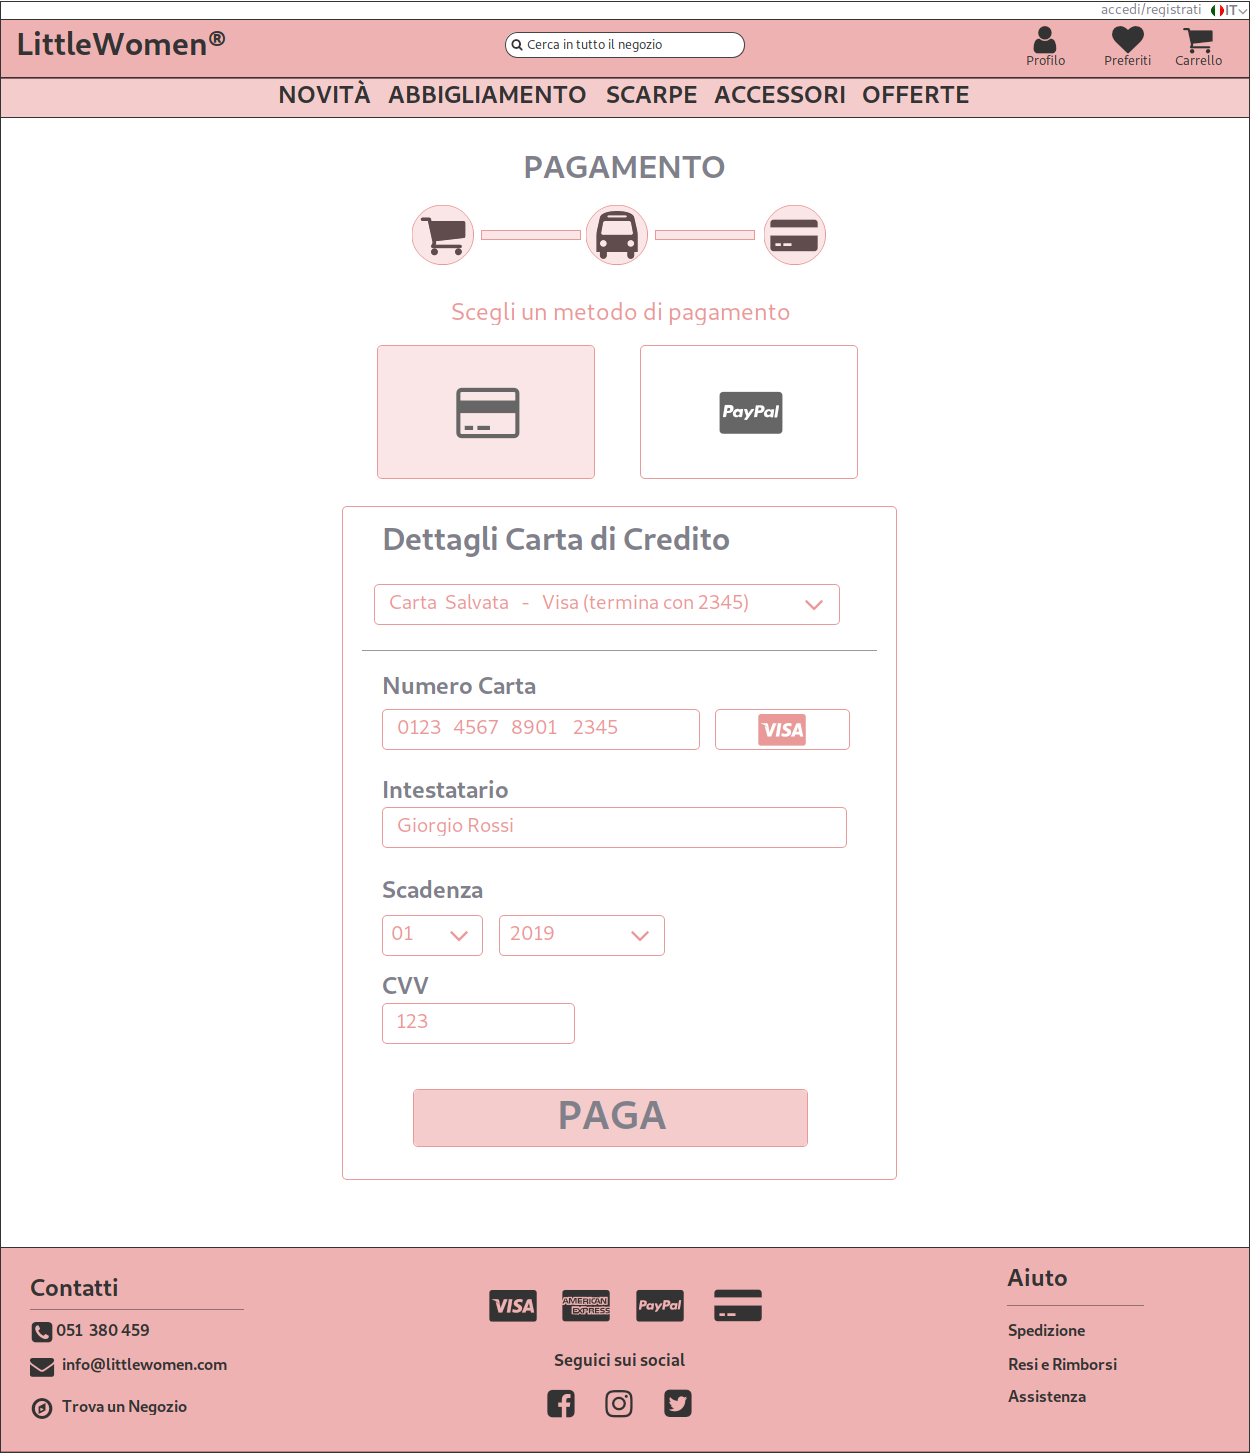 accedi/registrati IT
LittleWomen®
Cerca in tutto il negozio
Profilo Preferiti Carrello
NOVITÀ ABBIGLIAMENTO SCARPE ACCESSORI OFFERTE
PAGAMENTO
Scegli un metodo di pagamento
PayPal
Dettagli Carta di Credito
Carta Salvata - Visa (termina con 2345)
Numero Carta
0123 4567 8901 2345 VISA
Intestatario
Giorgio Rossi
Scadenza
01 2019
CVV
123
PAGA
Contatti
051 380 459
info@littlewomen.com
Trova un Negozio
VISA AMERICAN EXPRESS PayPal
Seguici sui social
Aiuto
Spedizione
Resi e Rimborsi
Assistenza